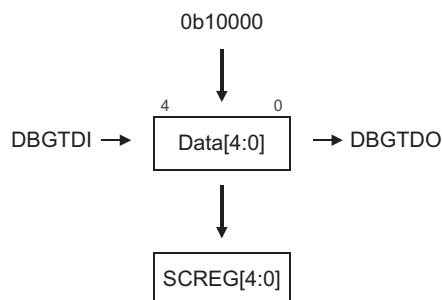 0b10000
4 0
DBGTDI Data[4:0] DBGTDO
SCREG[4:0]